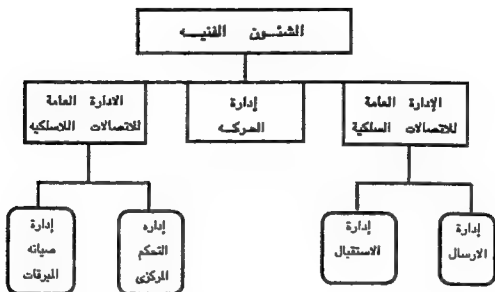 الشئون الفنيه
الإدارة العامة
للاتصالات السلكية
إدارة
الحركه
الادارة العامة
للاتصالات اللاسلكيه
إدارة
الارسال
إدارة
الاستقبال
إداره
التحكم
المركزى
إدارة
صيانه
المبرقات